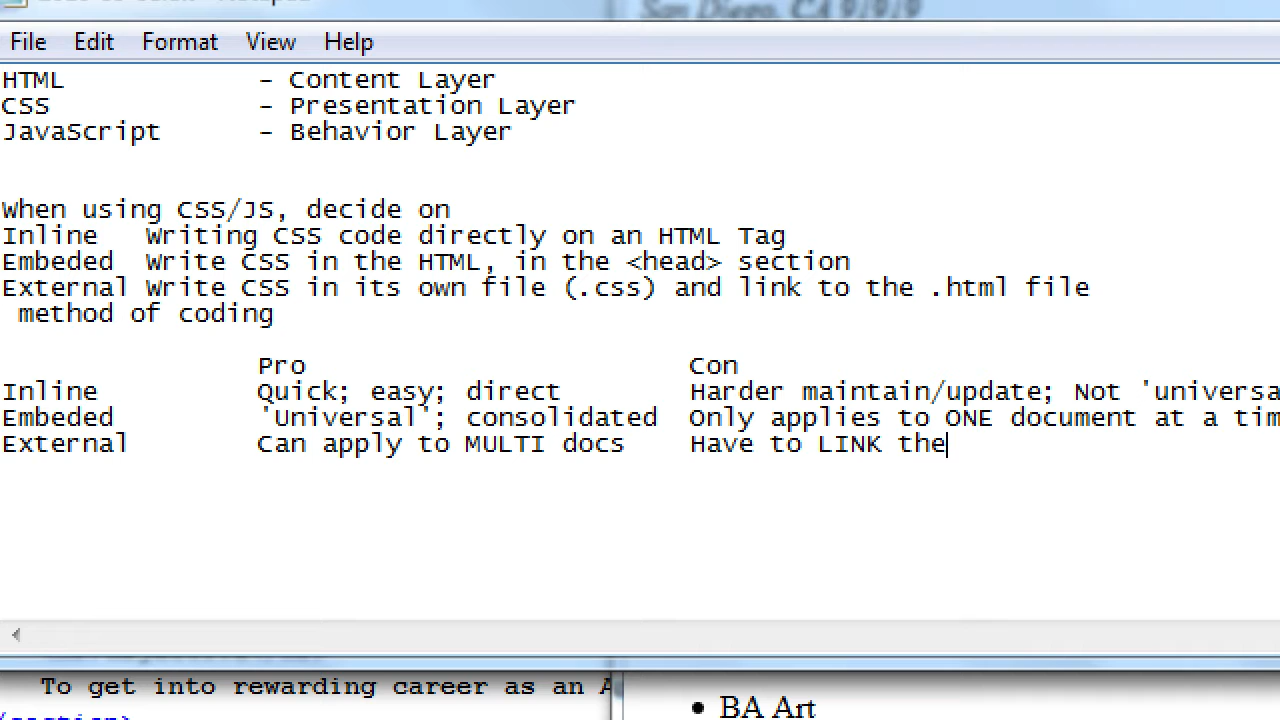 San Diego, CA 91919
File Edit Format View Help
HTML - Content Layer
CSS - Presentation Layer
JavaScript - Behavior Layer
When using CSS/JS, decide on
Inline Writing CSS code directly on an HTML Tag
Embeded Write CSS in the HTML, in the <head> section
External Write CSS in its own file (.css) and link to the .html file
method of coding
Pro Con
Inline Quick; easy; direct Harder maintain/update; Not 'universa
Embeded 'Universal'; consolidated Only applies to ONE document at a tim
External Can apply to MULTI docs Have to LINK the
To get into rewarding career as an A
BA Art